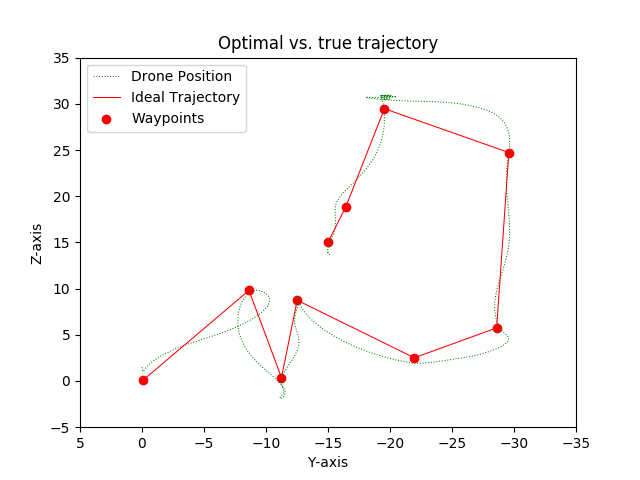 Optimal vs. true trajectory
Drone Position
Ideal Trajectory
Waypoints
35
30
25
20
15
10
5
0
−5
Z-axis
5 0 −5 −10 −15 −20 −25 −30 −35
Y-axis